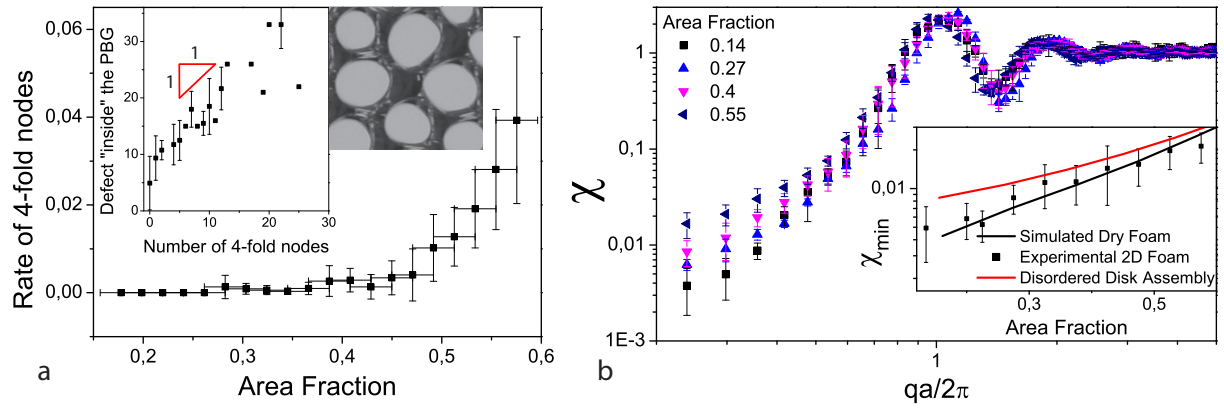 0,06
0,04
0,02
0,00
Rate of 4-fold nodes
0,2
0,3
0,4
0,5
0,6
Area Fraction
a
40
30
20
10
0
Defect "inside" the PBG
1
1
0
10
20
30
Number of 4-fold nodes
1
0,1
0,01
1E-3
χ
Area Fraction
0.14
0.27
0.4
0.55
1
qa/2π
b
0,01
χmin
Simulated Dry Foam
Experimental 2D Foam
Disordered Disk Assembly
0,3
0,5
Area Fraction